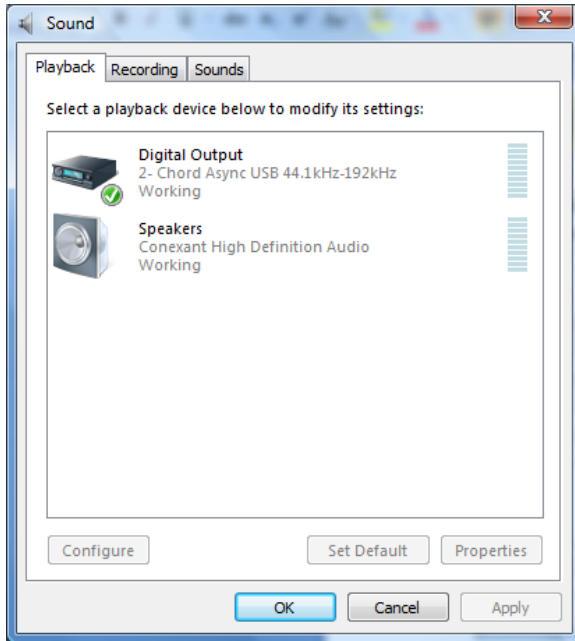 Sound
Playback Recording Sounds
Select a playback device below to modify its settings:
Digital Output
2- Chord Async USB 44.1kHz-192kHz
Working
Speakers
Conexant High Definition Audio
Working
Configure Set Default Properties
OK Cancel Apply